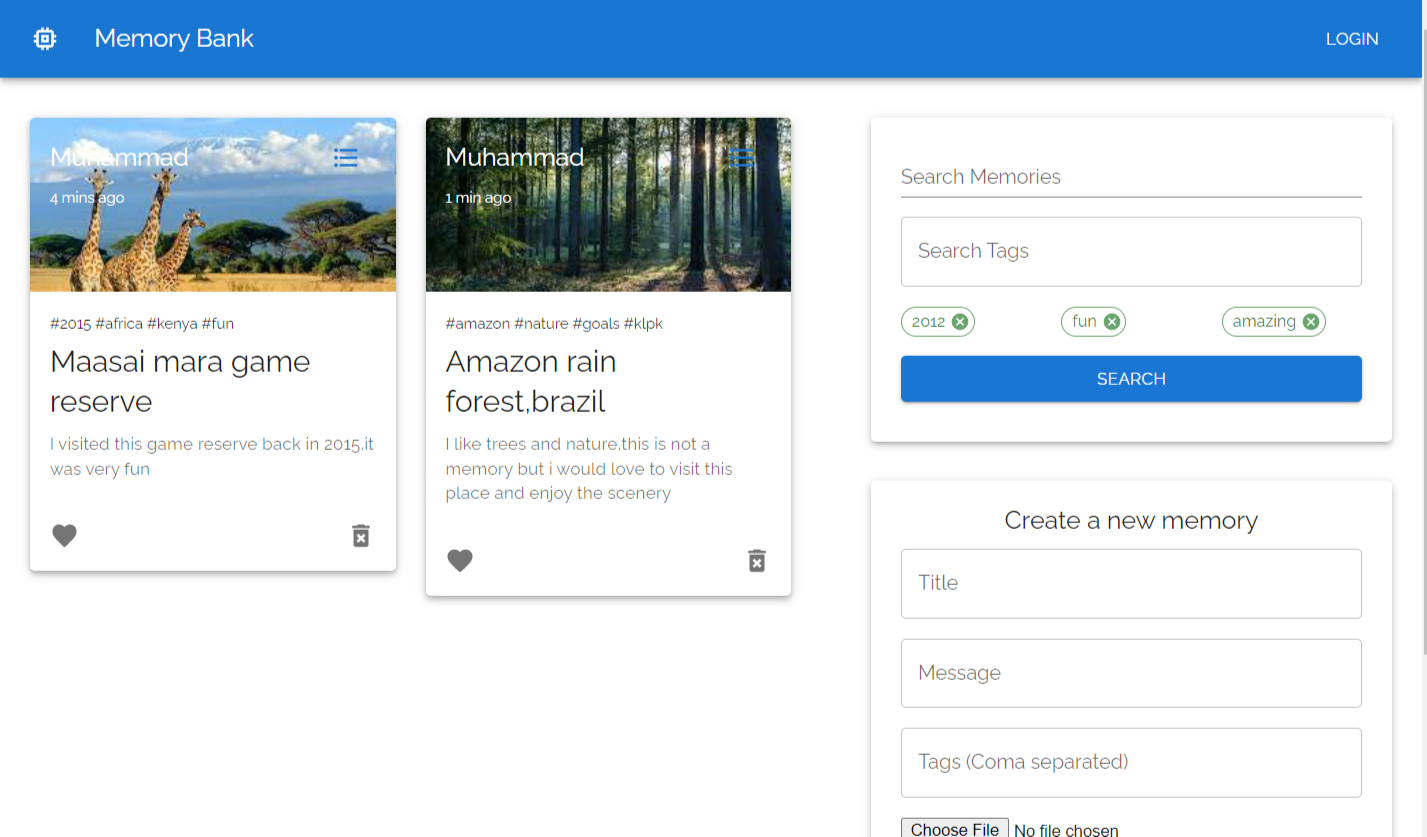 Memory Bank
LOGIN
Muhammad
4 mins ago
#2015 #africa #kenya #fun
Maasai mara game
reserve
I visited this game reserve back in 2015,it
was very fun
Muhammad
1 min ago
#amazon #nature #goals #klpk
Amazon rain
forest,brazil
I like trees and nature,this is not a
memory but i would love to visit this
place and enjoy the scenery
Search Memories
Search Tags
2012
fun
amazing
SEARCH
Create a new memory
Title
Message
Tags (Coma separated)
Choose File No file chosen